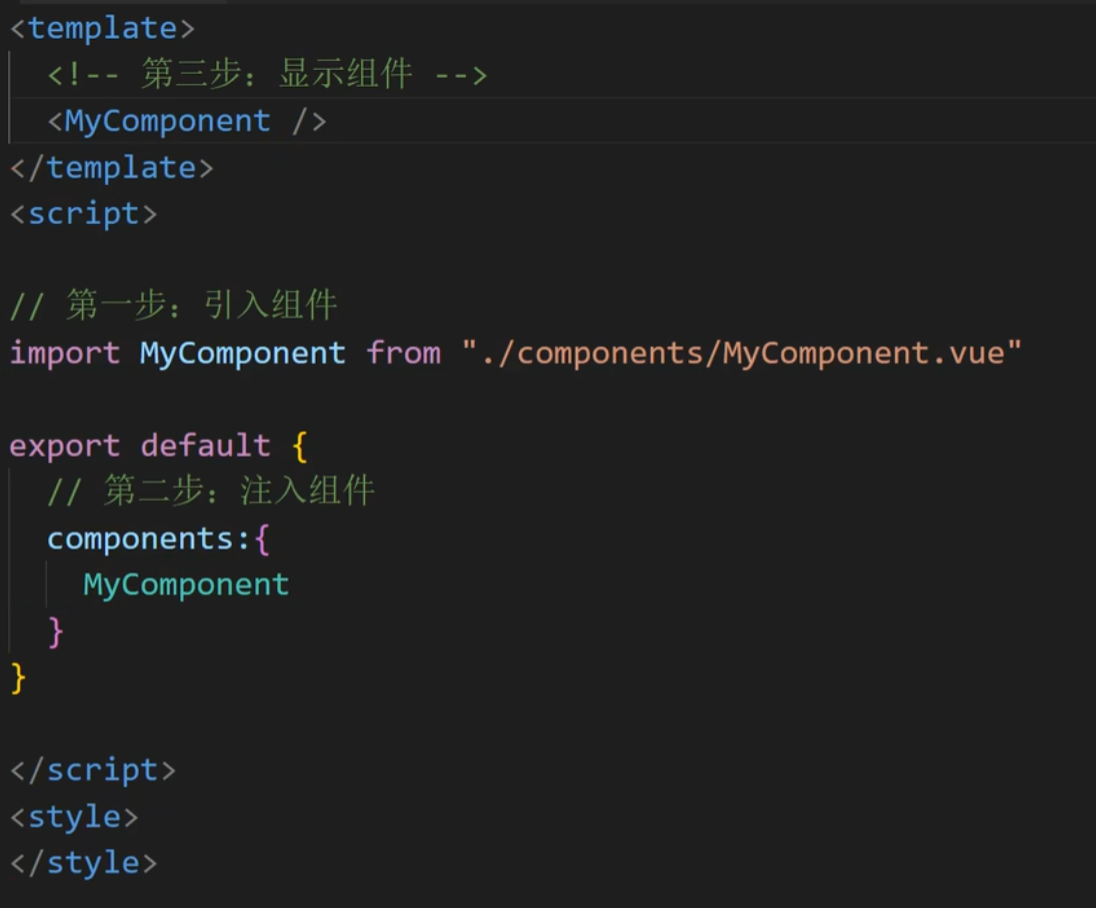 <template>
<!-- 第三步：显示组件 -->
<MyComponent />
</template>
<script>
// 第一步：引入组件
import MyComponent from "./components/MyComponent.vue"
export default {
// 第二步：注入组件
components:{
MyComponent
}
}
</script>
<style>
</style>